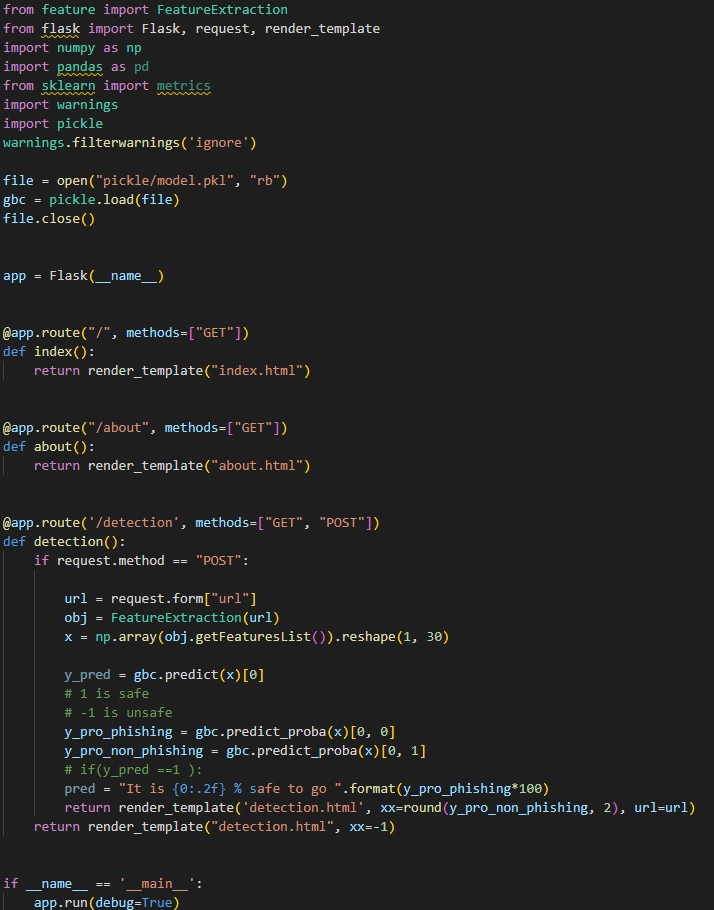 from feature import FeatureExtraction
from flask import Flask, request, render_template
import numpy as np
import pandas as pd
from sklearn import metrics
import warnings
import pickle
warnings.filterwarnings('ignore')

file = open("pickle/model.pkl", "rb")
gbc = pickle.load(file)
file.close()


app = Flask(__name__)


@app.route("/", methods=["GET"])
def index():
    return render_template("index.html")


@app.route("/about", methods=["GET"])
def about():
    return render_template("about.html")


@app.route('/detection', methods=["GET", "POST"])
def detection():
    if request.method == "POST":

        url = request.form["url"]
        obj = FeatureExtraction(url)
        x = np.array(obj.getFeaturesList()).reshape(1, 30)

        y_pred = gbc.predict(x)[0]
        # 1 is safe
        # -1 is unsafe
        y_pro_phishing = gbc.predict_proba(x)[0, 0]
        y_pro_non_phishing = gbc.predict_proba(x)[0, 1]
        # if(y_pred ==1 ):
        pred = "It is {0:.2f} % safe to go ".format(y_pro_phishing*100)
        return render_template('detection.html', xx=round(y_pro_non_phishing, 2), url=url)
    return render_template("detection.html", xx=-1)


if __name__ == '__main__':
    app.run(debug=True)